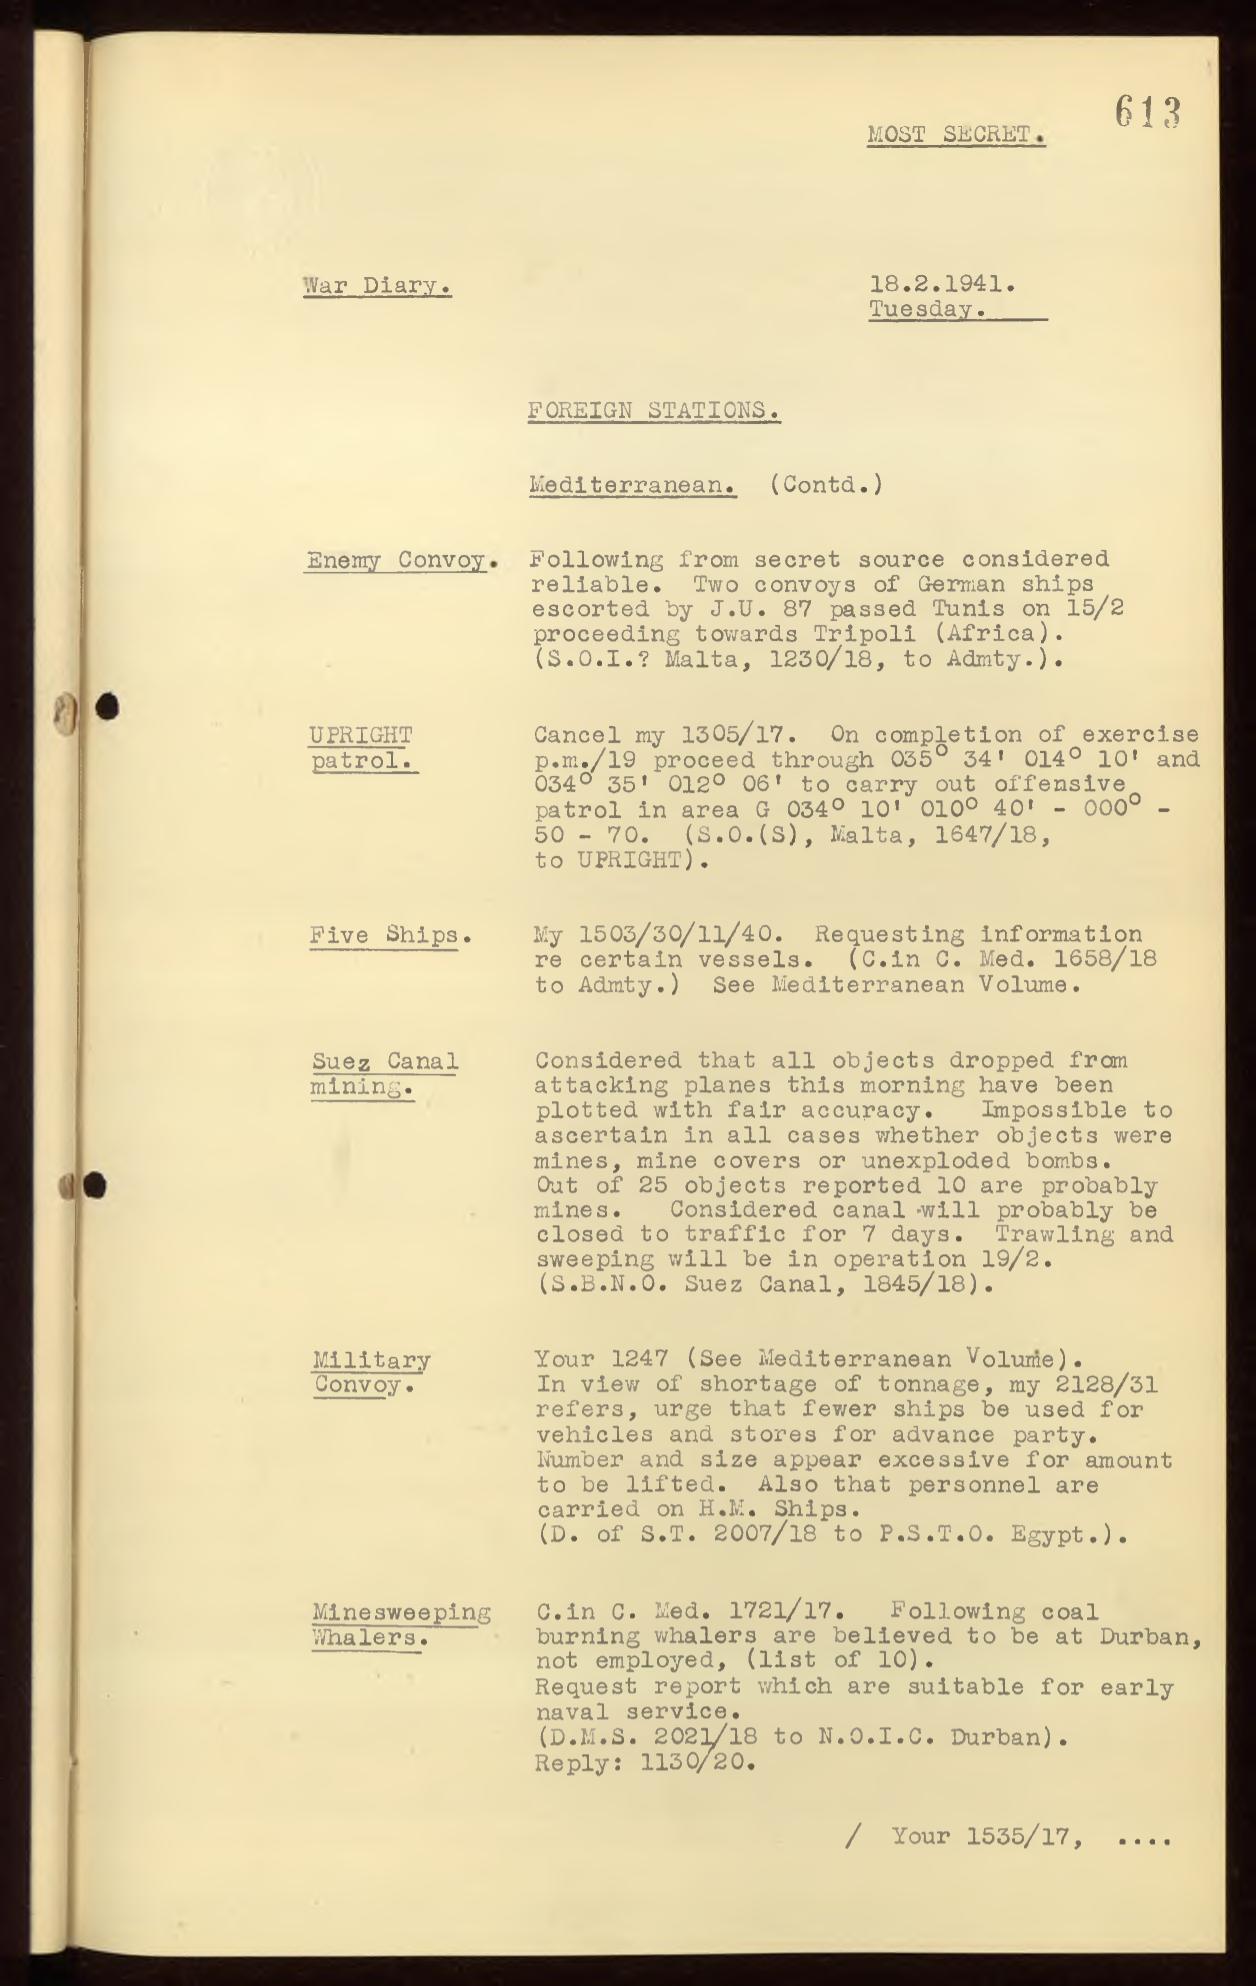 613
MOST SECRET.
War Diary.
18.2.1941.
Tuesday.
FOREIGN STATIONS.
Mediterranean. (Contd.)
Enemy Convoy.
Following from secret source considered
reliable. Two convoys of German ships
escorted by J.U. 87 passed Tunis on 15/2
proceeding towards Tripoli (Africa).
(S.O.I.? Malta, 1230/18, to Admty.).
UPRIGHT
patrol.
Cancel my 1305/17. On completion of exercise
p.m./19 proceed through 035° 34' 014° 10' and
034° 35' 012° 06' to carry out offensive
patrol in area G 034° 10' 010° 40' - 000° -
50 - 70. (S.O.(S), Malta, 1647/18,
to UPRIGHT).
Five Ships.
My 1503/30/11/40. Requesting information
re certain vessels. (C.in C. Med. 1658/18
to Admty.) See Mediterranean Volume.
Suez Canal
mining.
Considered that all objects dropped from
attacking planes this morning have been
plotted with fair accuracy. Impossible to
ascertain in all cases whether objects were
mines, mine covers or unexploded bombs.
Out of 25 objects reported 10 are probably
mines. Considered canal will probably be
closed to traffic for 7 days. Trawling and
sweeping will be in operation 19/2.
(S.B.N.O. Suez Canal, 1845/18).
Military
Convoy.
Your 1247 (See Mediterranean Volume).
In view of shortage of tonnage, my 2128/31
refers, urge that fewer ships be used for
vehicles and stores for advance party.
Number and size appear excessive for amount
to be lifted. Also that personnel are
carried on H.M. Ships.
(D. of S.T. 2007/18 to P.S.T.O. Egypt.).
Minesweeping
Whalers.
C.in C. Med. 1721/17. Following coal
burning whalers are believed to be at Durban,
not employed, (list of 10).
Request report which are suitable for early
naval service.
(D.M.S. 2021/18 to N.O.I.C. Durban).
Reply: 1130/20.
/ Your 1535/17, ....